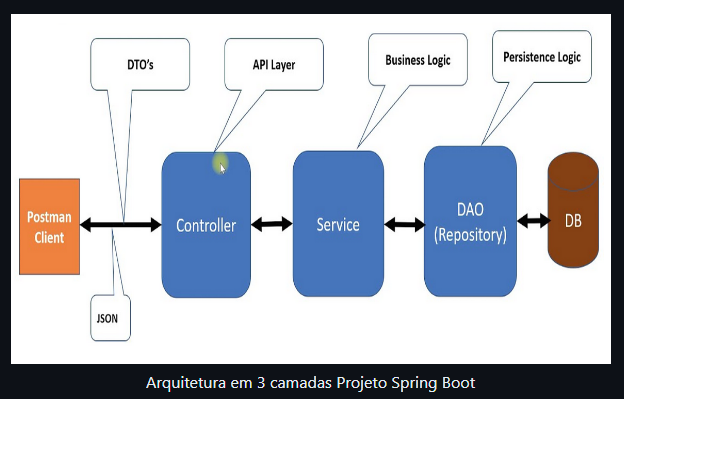 DTO's
API Layer
Business Logic
Persistence Logic
Postman
Client
Controller
Service
DAO
(Repository)
DB
JSON
Arquitetura em 3 camadas Projeto Spring Boot